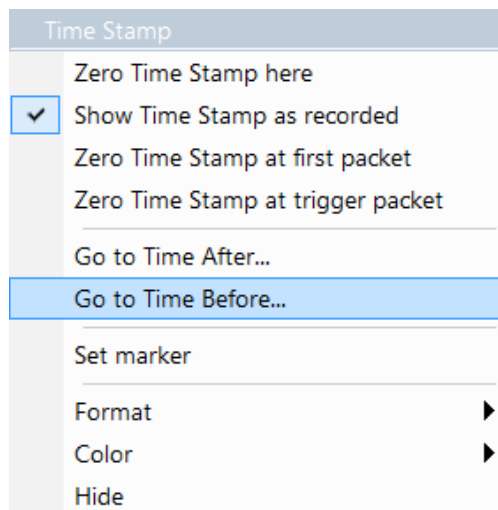 Time Stamp
Zero Time Stamp here
Show Time Stamp as recorded
Zero Time Stamp at first packet
Zero Time Stamp at trigger packet
Go to Time After...
Go to Time Before...
Set marker
Format
Color
Hide